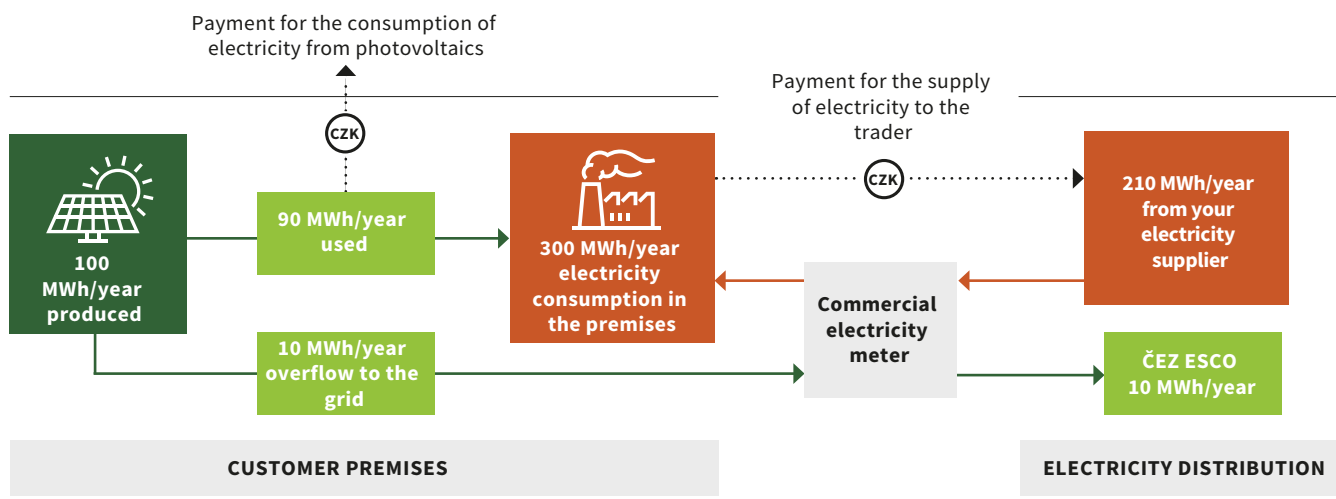 Payment for the consumption of
electricity from photovoltaics
Payment for the supply
of electricity to the
trader
CZK
CZK
100
MWh/year
produced
90 MWh/year
used
300 MWh/year
electricity
consumption in
the premises
210 MWh/year
from your
electricity
supplier
10 MWh/year
overflow to the
grid
Commercial
electricity
meter
ČEZ ESCO
10 MWh/year
CUSTOMER PREMISES
ELECTRICITY DISTRIBUTION